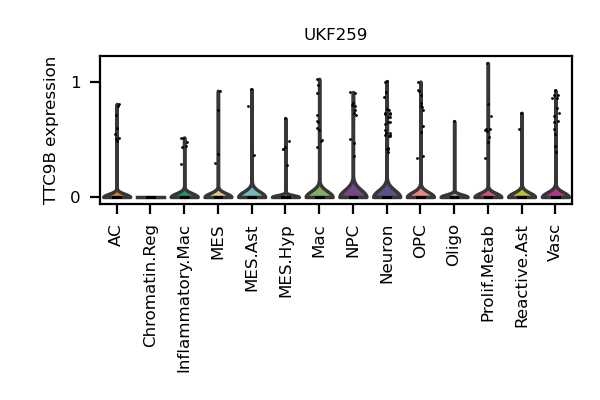 UKF259
TTC9B expression
1
0
AC
Chromatin.Reg
Inflammatory.Mac
MES
MES.Ast
MES.Hyp
Mac
NPC
Neuron
OPC
Oligo
Prolif.Metab
Reactive.Ast
Vasc